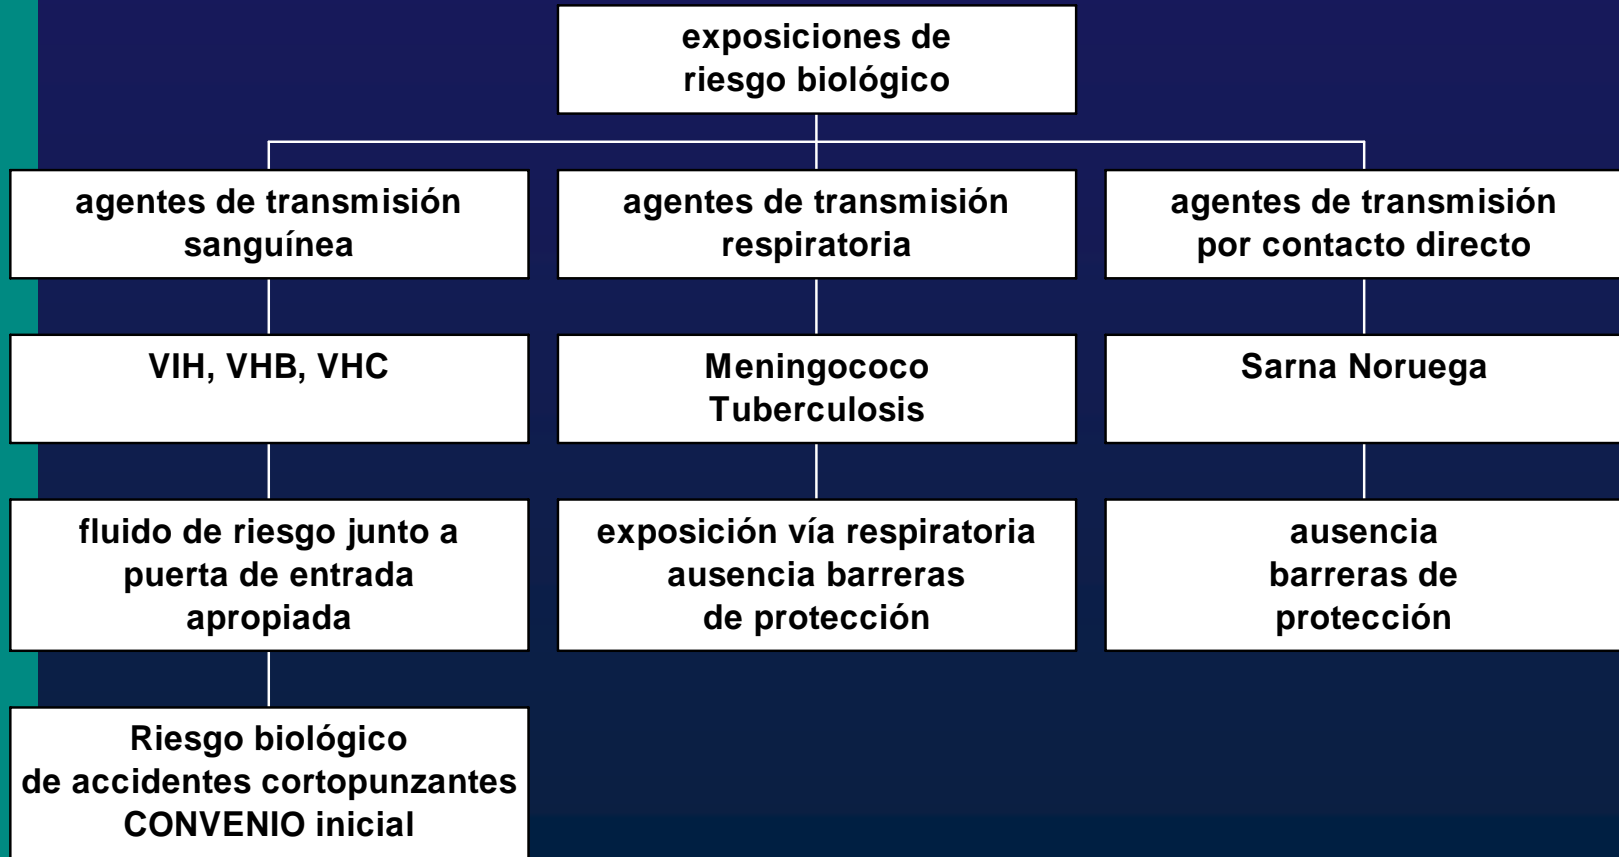 exposiciones de
riesgo biológico
agentes de transmisión
sanguínea
agentes de transmisión
respiratoria
agentes de transmisión
por contacto directo
VIH, VHB, VHC
Meningococo
Tuberculosis
Sarna Noruega
fluido de riesgo junto a
puerta de entrada
apropiada
exposición vía respiratoria
ausencia barreras
de protección
ausencia
barreras de
protección
Riesgo biológico
de accidentes cortopunzantes
CONVENIO inicial